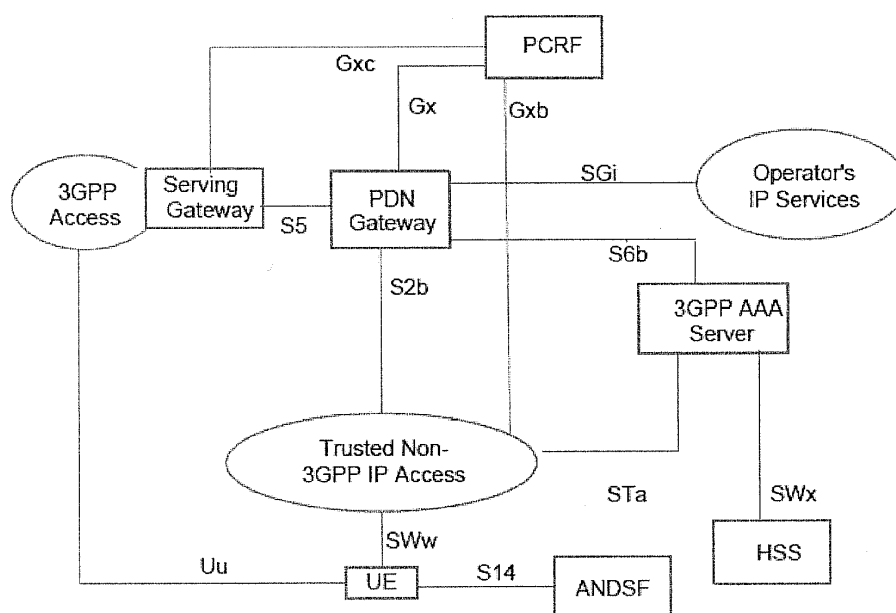 PCRF
Gxc
Gx
Gxb
3GPP
Access
Serving
Gateway
S5
PDN
Gateway
SGi
Operator's
IP Services
S6b
S2b
3GPP AAA
Server
Trusted Non-
3GPP IP Access
STa
SWx
SWw
HSS
Uu
UE
S14
ANDSF